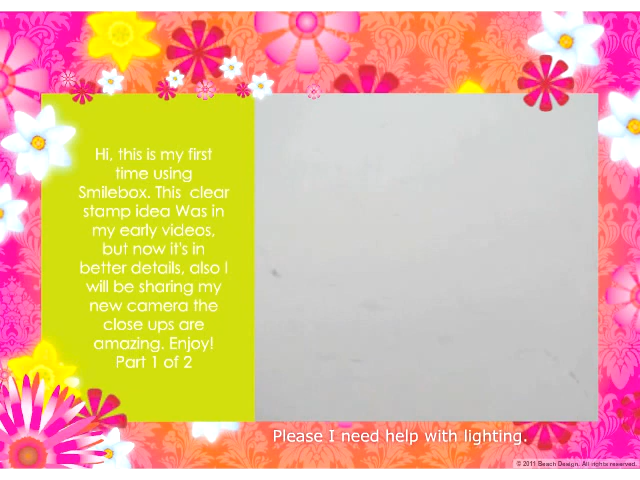 Hi, this is my first
time using
Smilebox. This  clear
stamp idea Was in
my early videos,
but now it's in
better details, also I
will be sharing my
new camera the
close ups are
amazing. Enjoy!
Part 1 of 2
Please I need help with lighting.
© 2011 Beach Design. All rights reserved.